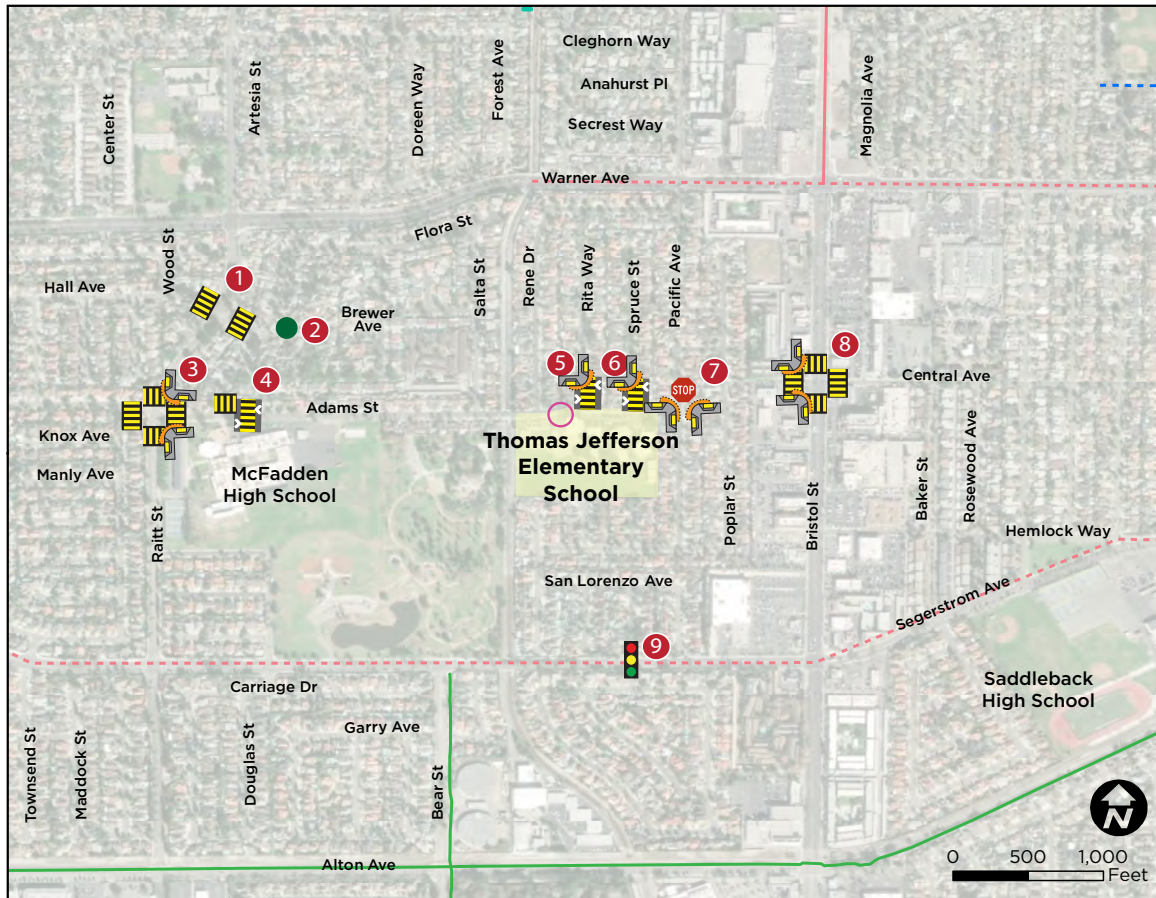 Cleghorn Way
Anahurst Pl
Secrest Way
Center St
Artesia St
Doreen Way
Forest Ave
Magnolia Ave
Warner Ave
Flora St
Wood St
Hall Ave
1
2
Brewer
Ave
Salta St
Rene Dr
Rita Way
Spruce St
Pacific Ave
3
4
5
6
7
8
STOP
Central Ave
Adams St
Knox Ave
Manly Ave
McFadden
High School
Thomas Jefferson
Elementary
School
Raitt St
Poplar St
Bristol St
Baker St
Rosewood Ave
Hemlock Way
San Lorenzo Ave
Segerstrom Ave
9
Saddleback
High School
Carriage Dr
Garry Ave
Townsend St
Maddock St
Douglas St
Bear St
Alton Ave
N
0 500 1,000
Feet